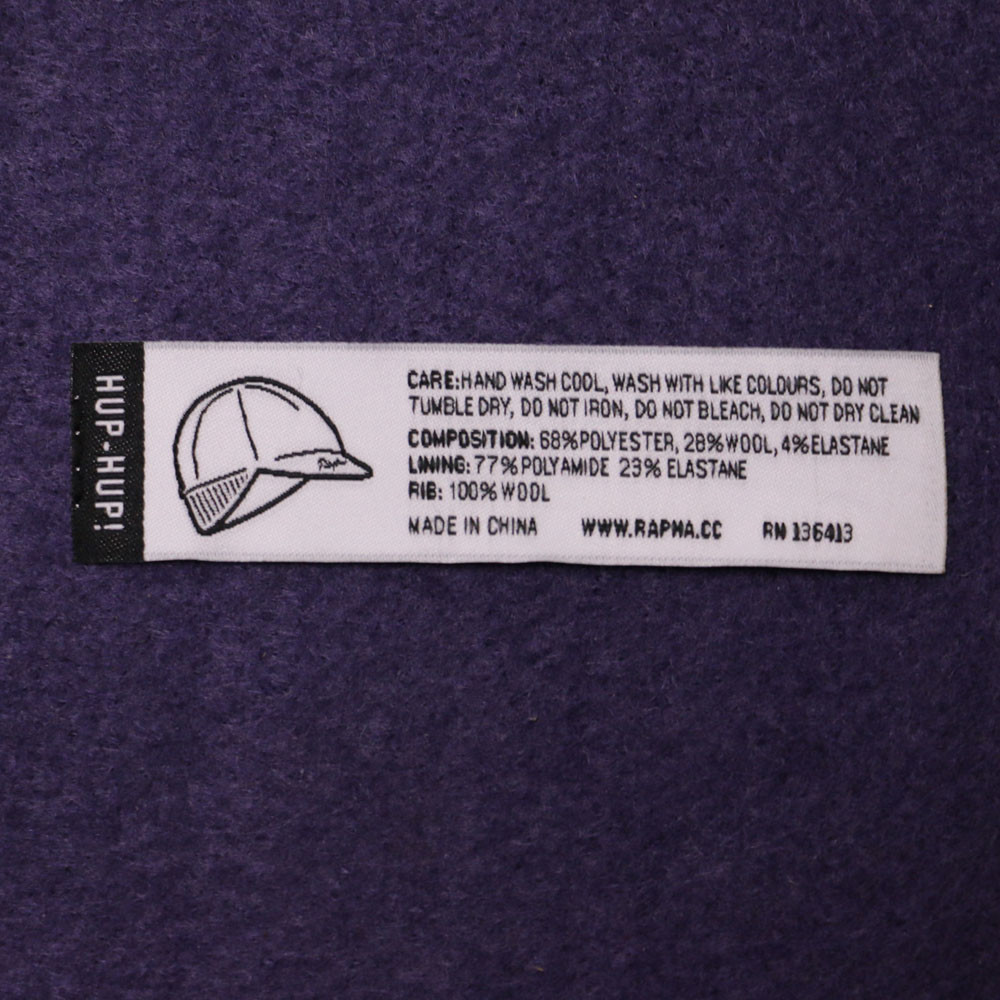 HUP·HUP!
Rapha
CARE:HAND WASH COOL, WASH WITH LIKE COLOURS, DO NOT
TUMBLE DRY, DO NOT IRON, DO NOT BLEACH, DO NOT DRY CLEAN
COMPOSITION: 68%POLYESTER, 28%WOOL, 4%ELASTANE
LINING: 77%POLYAMIDE 23% ELASTANE
RIB: 100%WOOL
MADE IN CHINA WWW.RAPHA.CC RN 136413